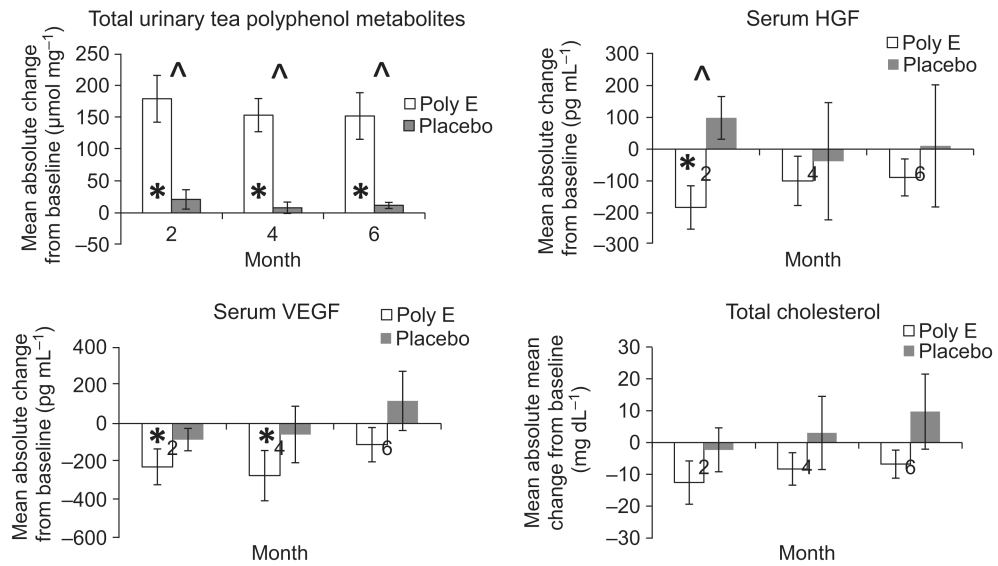 Total urinary tea polyphenol metabolites
Mean absolute change
from baseline (μmol mg⁻¹)
250
200
150
100
50
0
–50
^ ^ ^
* * *
Poly E
Placebo
2 4 6
Month
Serum HGF
Mean absolute change
from baseline (pg mL⁻¹)
300
200
100
0
–100
–200
–300
^
*
Poly E
Placebo
2 4 6
Month
Serum VEGF
Mean absolute change
from baseline (pg mL⁻¹)
400
200
0
–200
–400
–600
* *
Poly E
Placebo
2 4 6
Month
Total cholesterol
Mean absolute mean
change from baseline
(mg dL⁻¹)
30
20
10
0
–10
–20
–30
Poly E
Placebo
2 4 6
Month